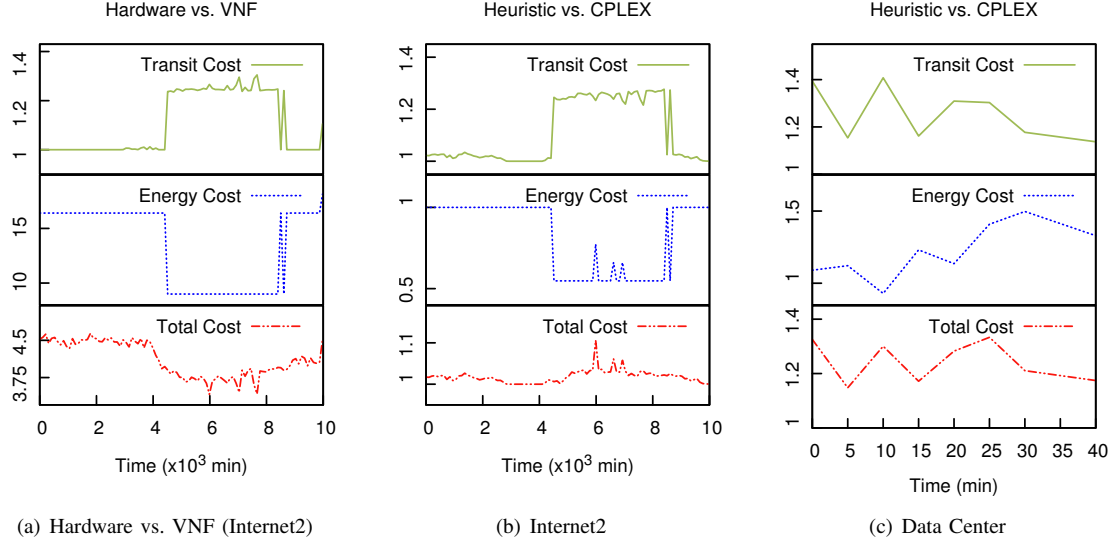 Hardware vs. VNF
Transit Cost
1.4
1.2
1
Energy Cost
15
10
Total Cost
4.5
3.75
0 2 4 6 8 10
Time (x10³ min)
(a) Hardware vs. VNF (Internet2)
Heuristic vs. CPLEX
Transit Cost
1.4
1.2
1
Energy Cost
1
0.5
Total Cost
1.1
1
0 2 4 6 8 10
Time (x10³ min)
(b) Internet2
Heuristic vs. CPLEX
Transit Cost
1.4
1.2
1
Energy Cost
1.5
1
Total Cost
1.4
1.2
1
0 5 10 15 20 25 30 35 40
Time (min)
(c) Data Center